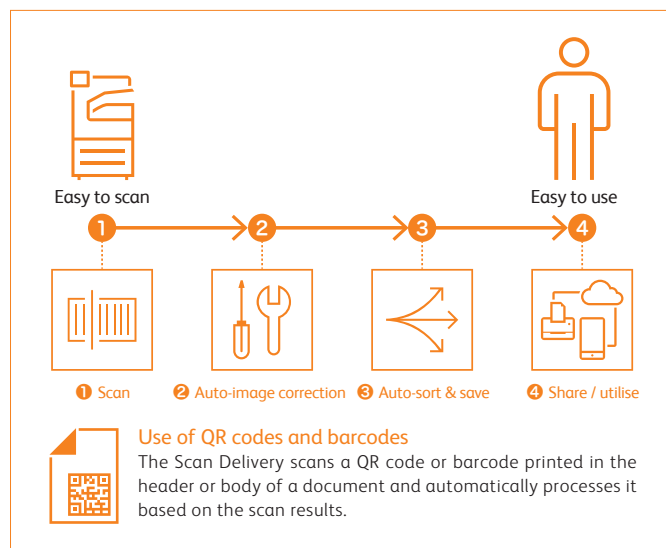 Easy to scan
Easy to use
1
2
3
4
❶ Scan
❷ Auto-image correction
❸ Auto-sort & save
❹ Share / utilise
Use of QR codes and barcodes
The Scan Delivery scans a QR code or barcode printed in the
header or body of a document and automatically processes it
based on the scan results.